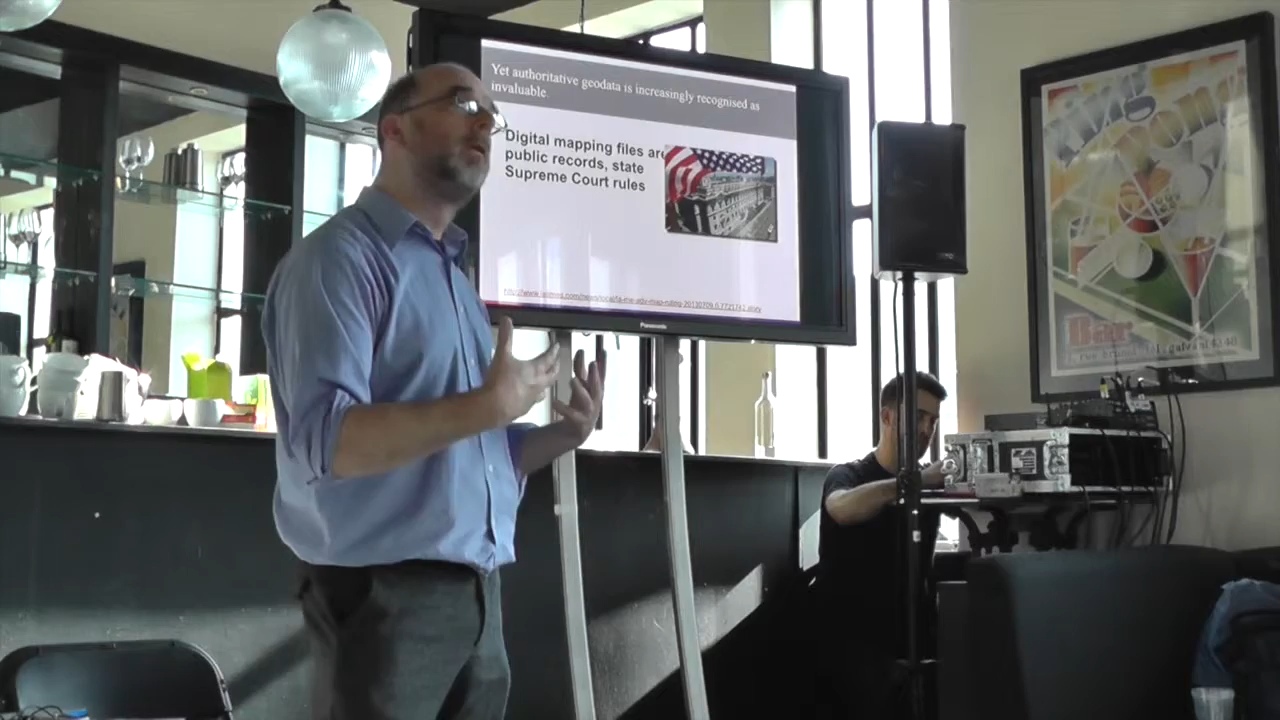 Yet authoritative geodata is increasingly recognised as
invaluable.
Digital mapping files are
public records, state
Supreme Court rules
Panasonic
Bar